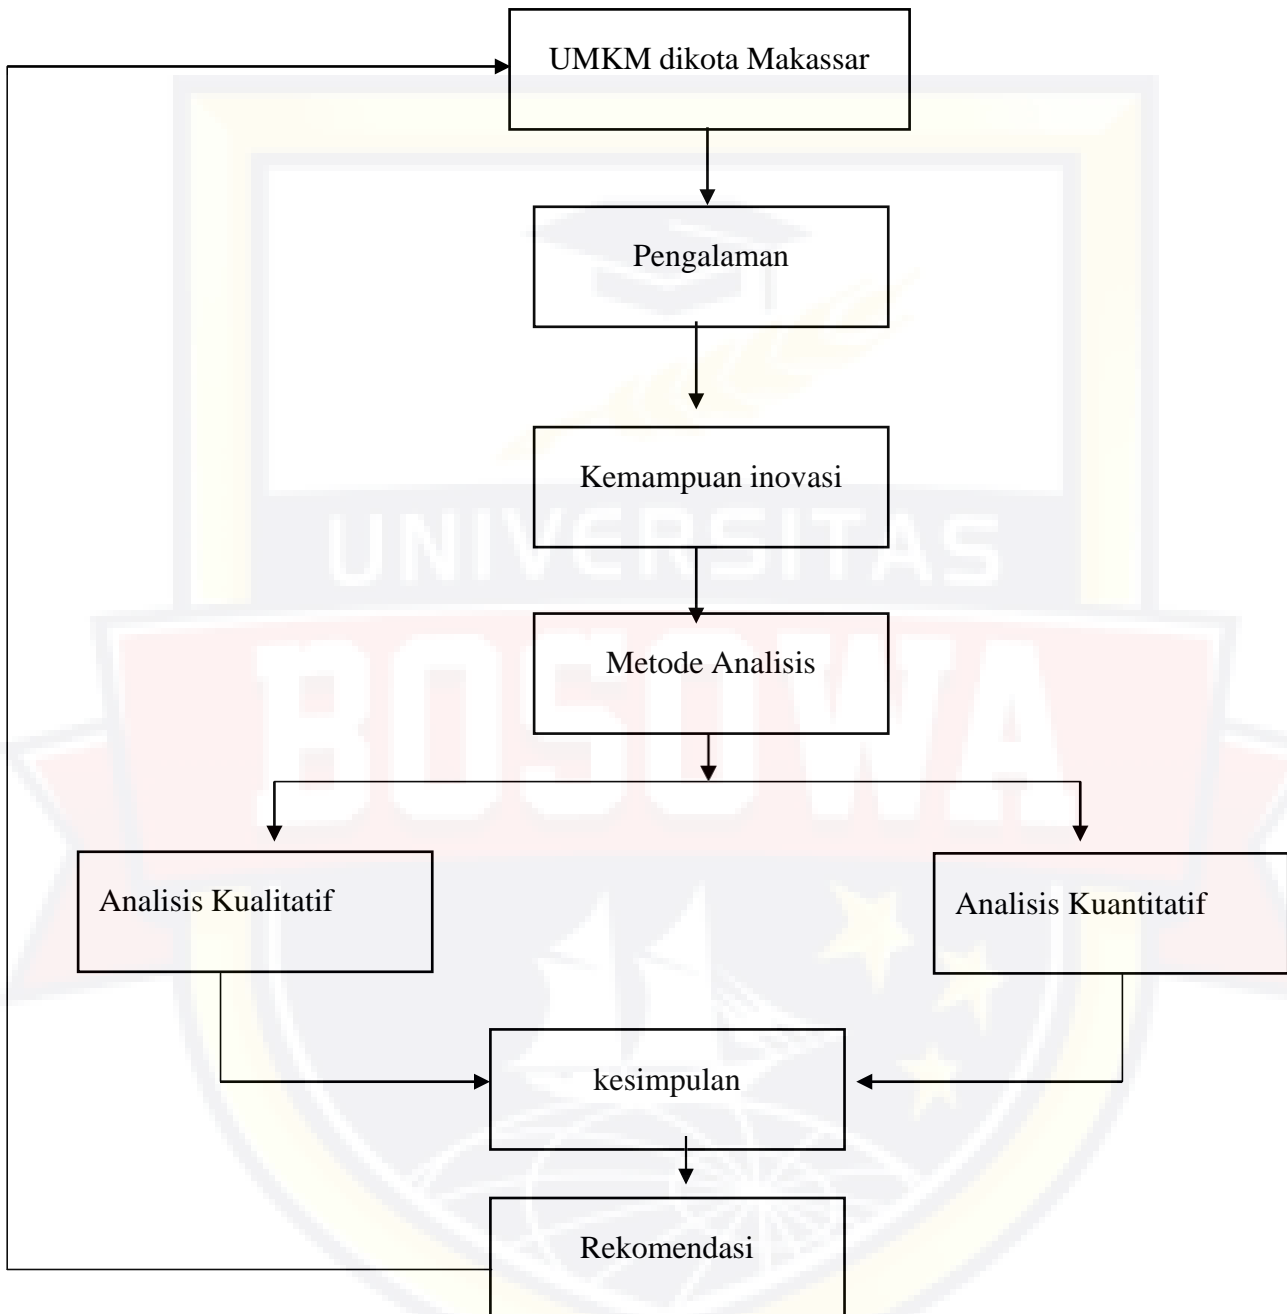 UMKM dikota Makassar
Pengalaman
Kemampuan inovasi
UNIVERSITAS
Metode Analisis
BOSOWA
Analisis Kualitatif
Analisis Kuantitatif
kesimpulan
Rekomendasi